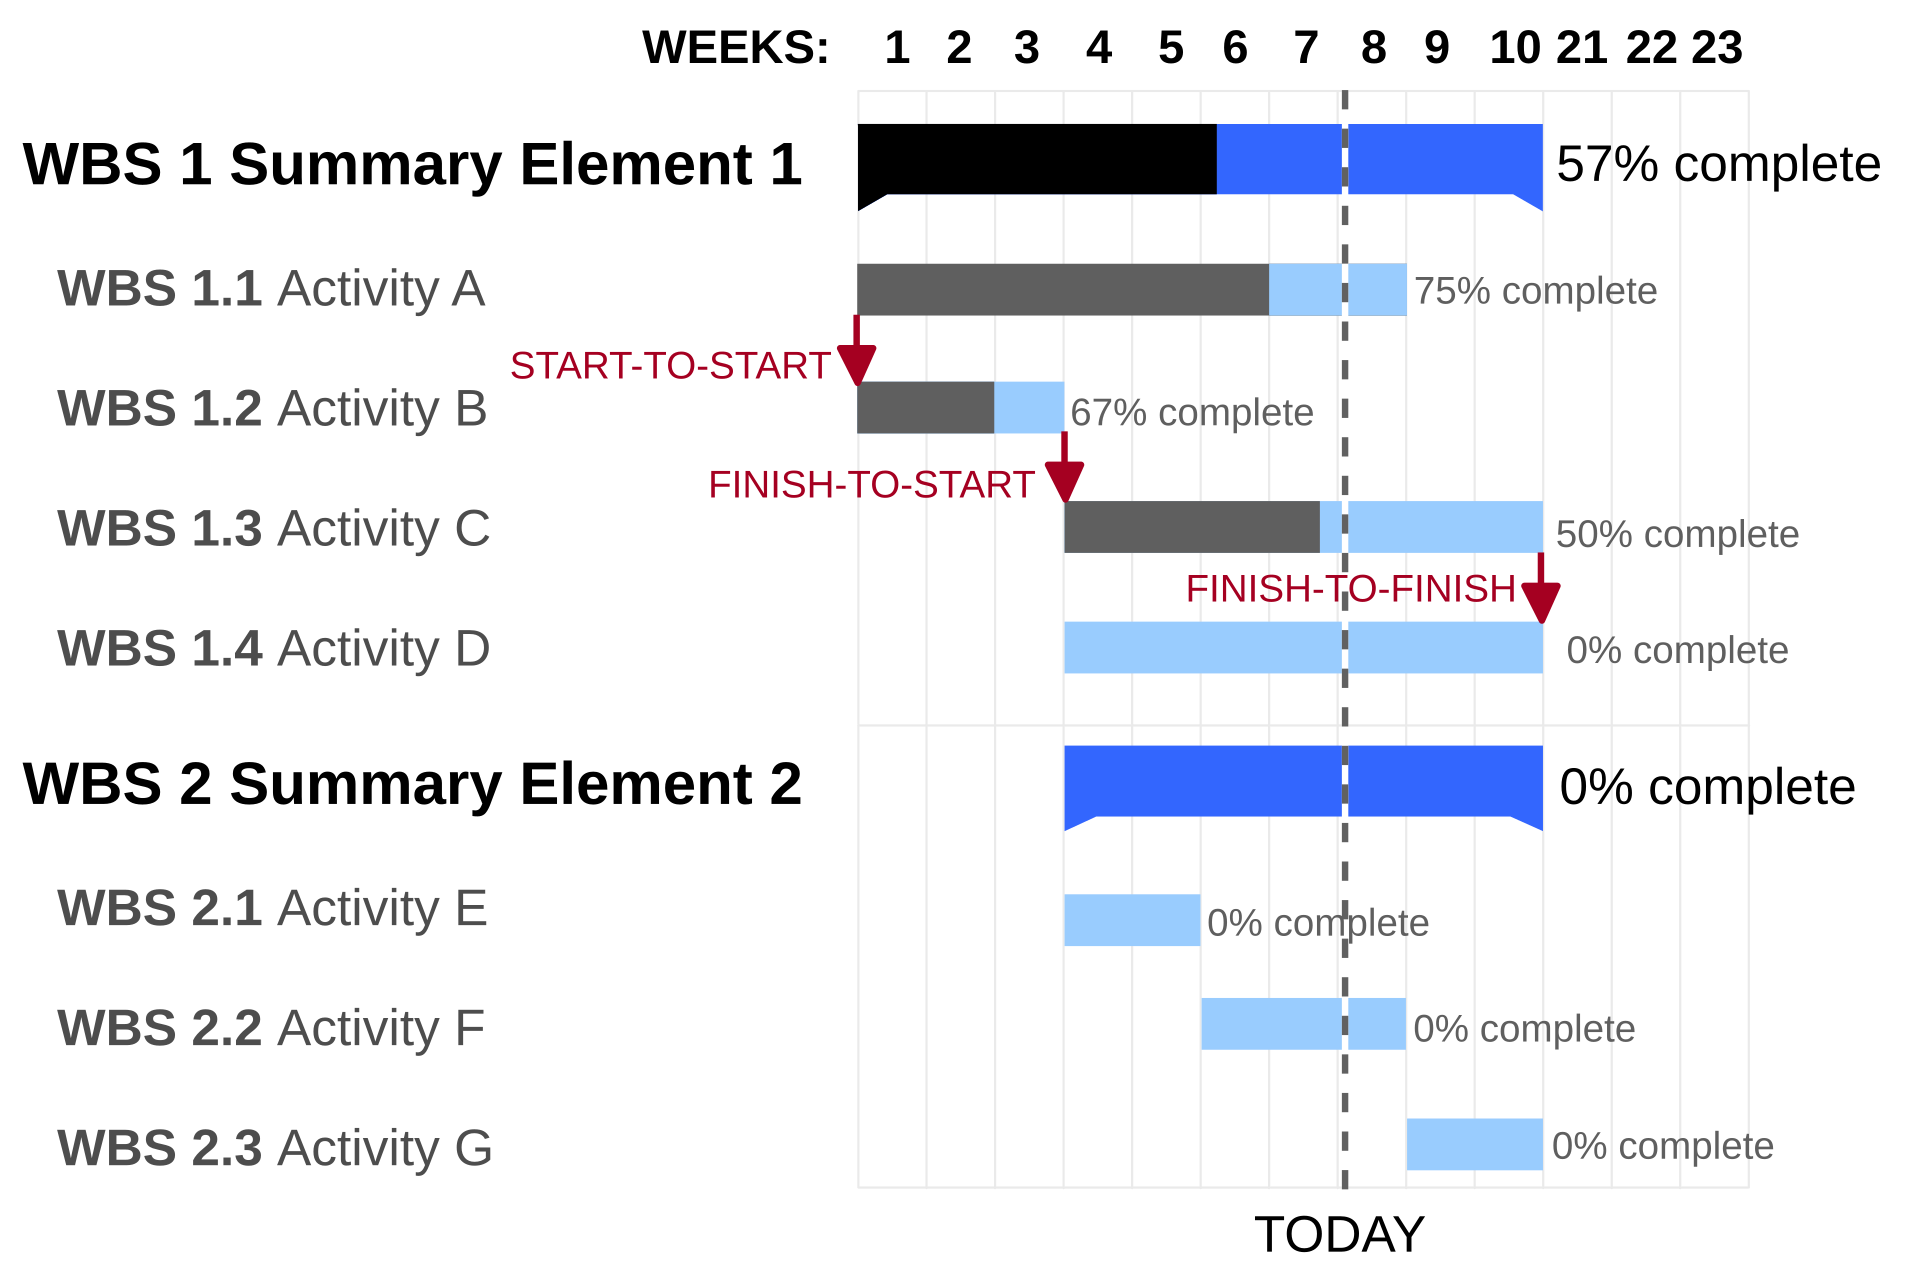 WEEKS: 1 2 3 4 5 6 7 8 9 10 21 22 23
WBS 1 Summary Element 1 57% complete
WBS 1.1 Activity A 75% complete
START-TO-START
WBS 1.2 Activity B 67% complete
FINISH-TO-START
WBS 1.3 Activity C 50% complete
FINISH-TO-FINISH
WBS 1.4 Activity D 0% complete
WBS 2 Summary Element 2 0% complete
WBS 2.1 Activity E 0% complete
WBS 2.2 Activity F 0% complete
WBS 2.3 Activity G 0% complete
TODAY